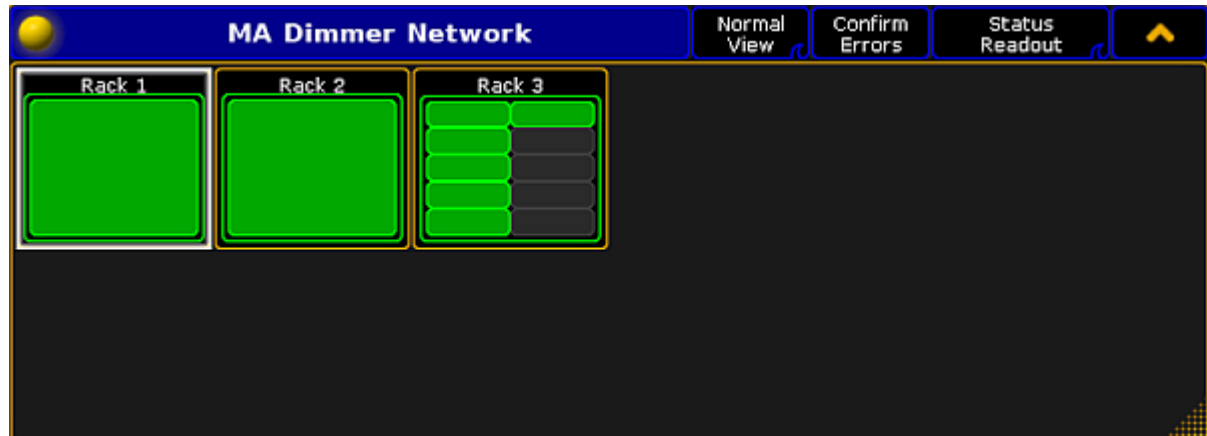 MA Dimmer Network
Normal
View
Confirm
Errors
Status
Readout
Rack 1
Rack 2
Rack 3